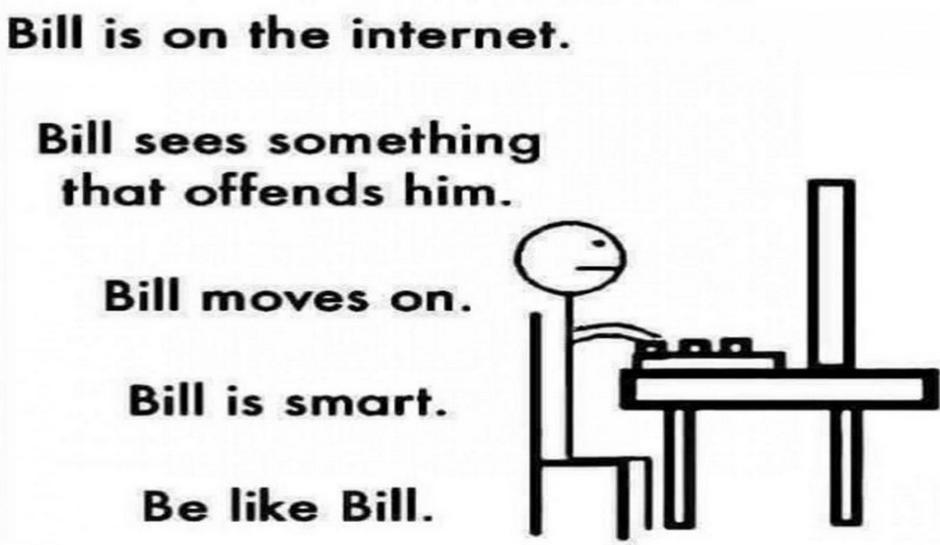 Bill is on the internet.
Bill sees something
that offends him.
Bill moves on.
Bill is smart.
Be like Bill.